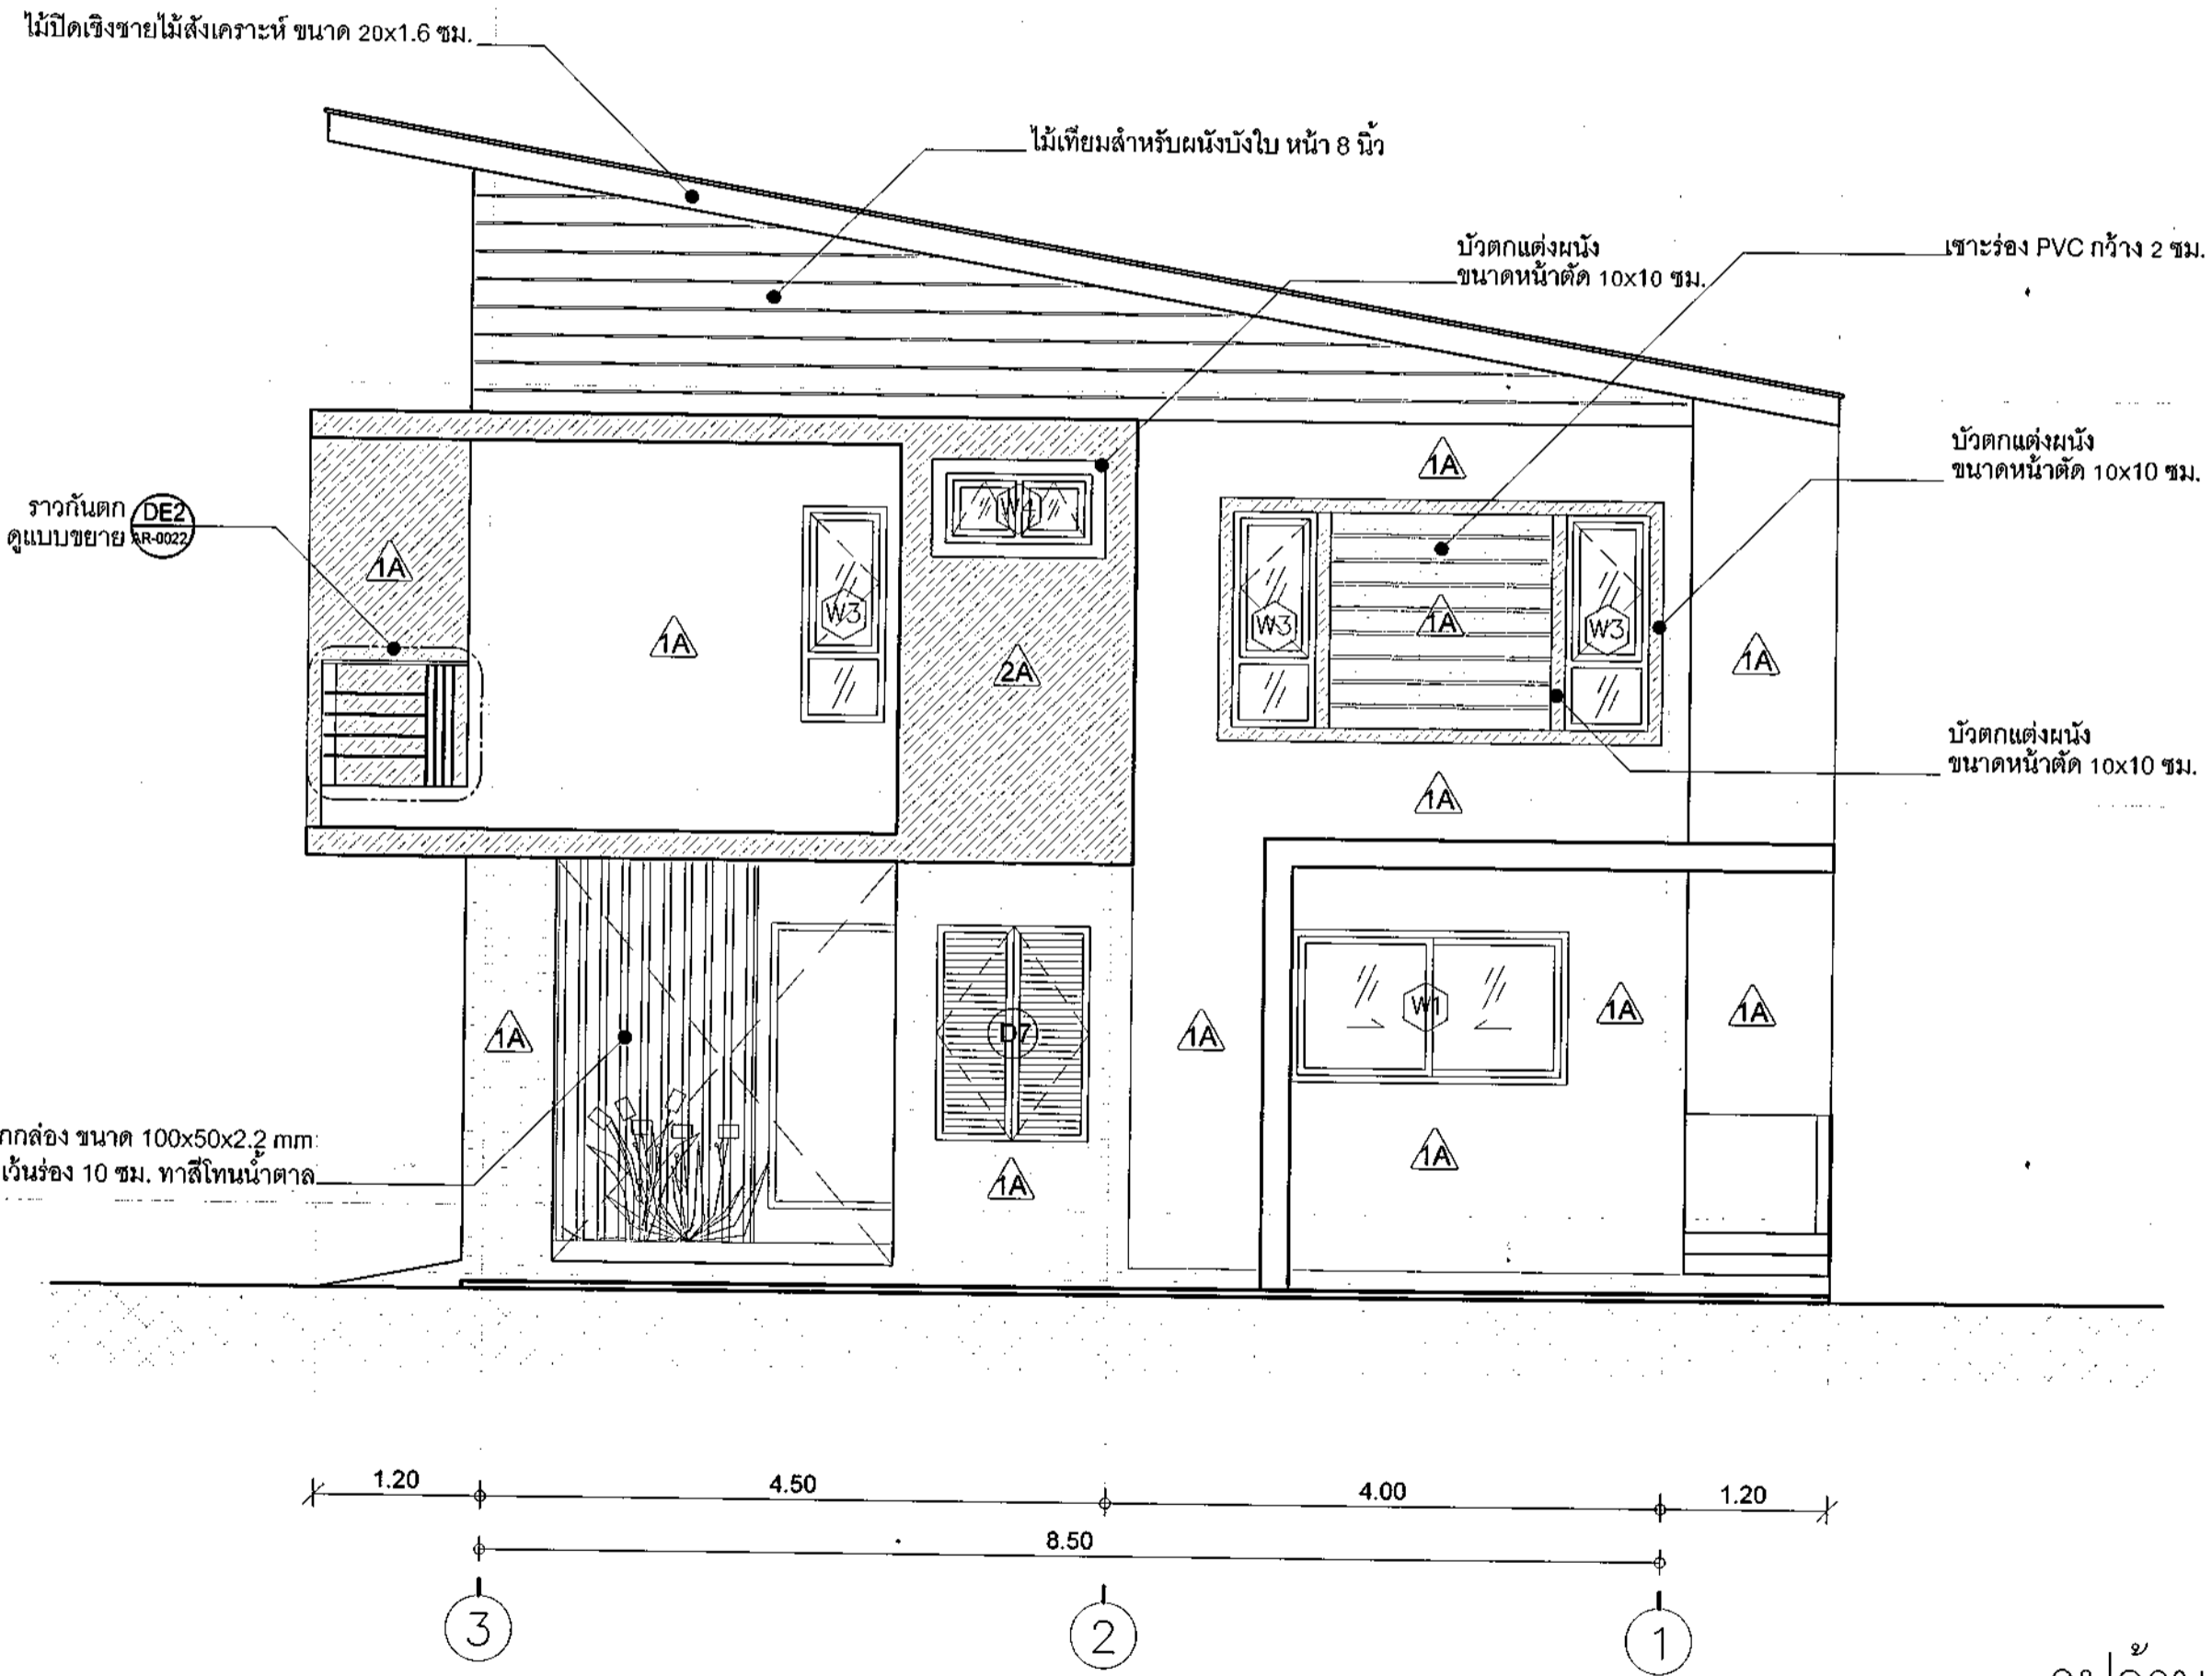 ไม้ปิดเชิงชายไม้สังเคราะห์ ขนาด 20x1.6 ซม.
ไม้เทียมสำหรับผนังบังใบ หน้า 8 นิ้ว
บัวตกแต่งผนัง
ขนาดหน้าตัด 10x10 ซม.
เซาะร่อง PVC กว้าง 2 ซม.
1A
บัวตกแต่งผนัง
ขนาดหน้าตัด 10x10 ซม.
ราวกันตก
ดูแบบขยาย
DE2
AR-0022
W4
1A
W3
1A
2A
W3
1A
W3
1A
บัวตกแต่งผนัง
ขนาดหน้าตัด 10x10 ซม.
1A
1A
D7
1A
W1
1A
1A
กล่อง ขนาด 100x50x2.2 mm
เว้นร่อง 10 ซม. ทาสีโทนน้ำตาล
1A
1A
1.20
4.50
4.00
1.20
8.50
3
2
1